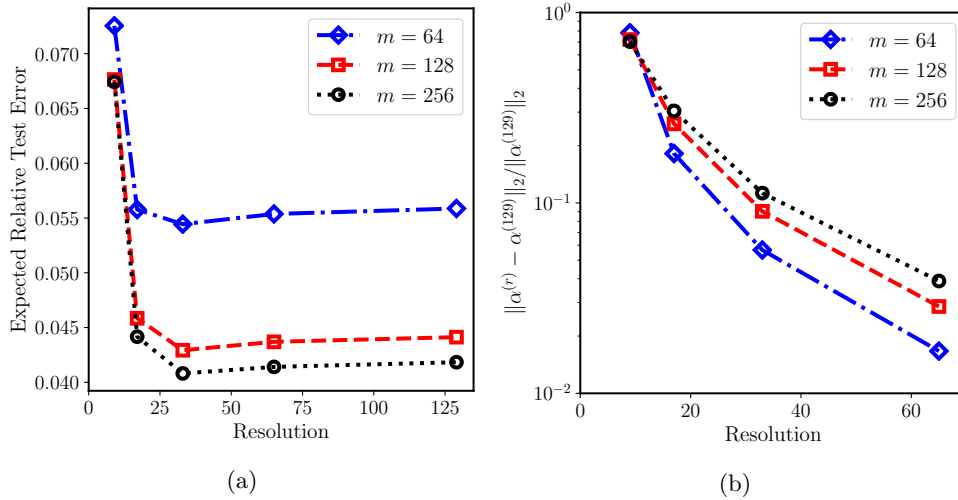 Expected Relative Test Error
0.070
0.065
0.060
0.055
0.050
0.045
0.040
0
25
50
75
100
125
Resolution
m = 64
m = 128
m = 256
(a)
‖α^(r) − α^(129)‖₂/‖α^(129)‖₂
10^0
10^−1
10^−2
0
20
40
60
Resolution
m = 64
m = 128
m = 256
(b)